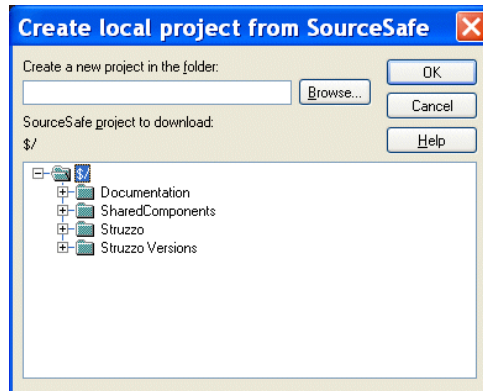 Create local project from SourceSafe
Create a new project in the folder:
OK
Browse...
Cancel
SourceSafe project to download:
$/
Help
$/
Documentation
SharedComponents
Struzzo
Struzzo Versions